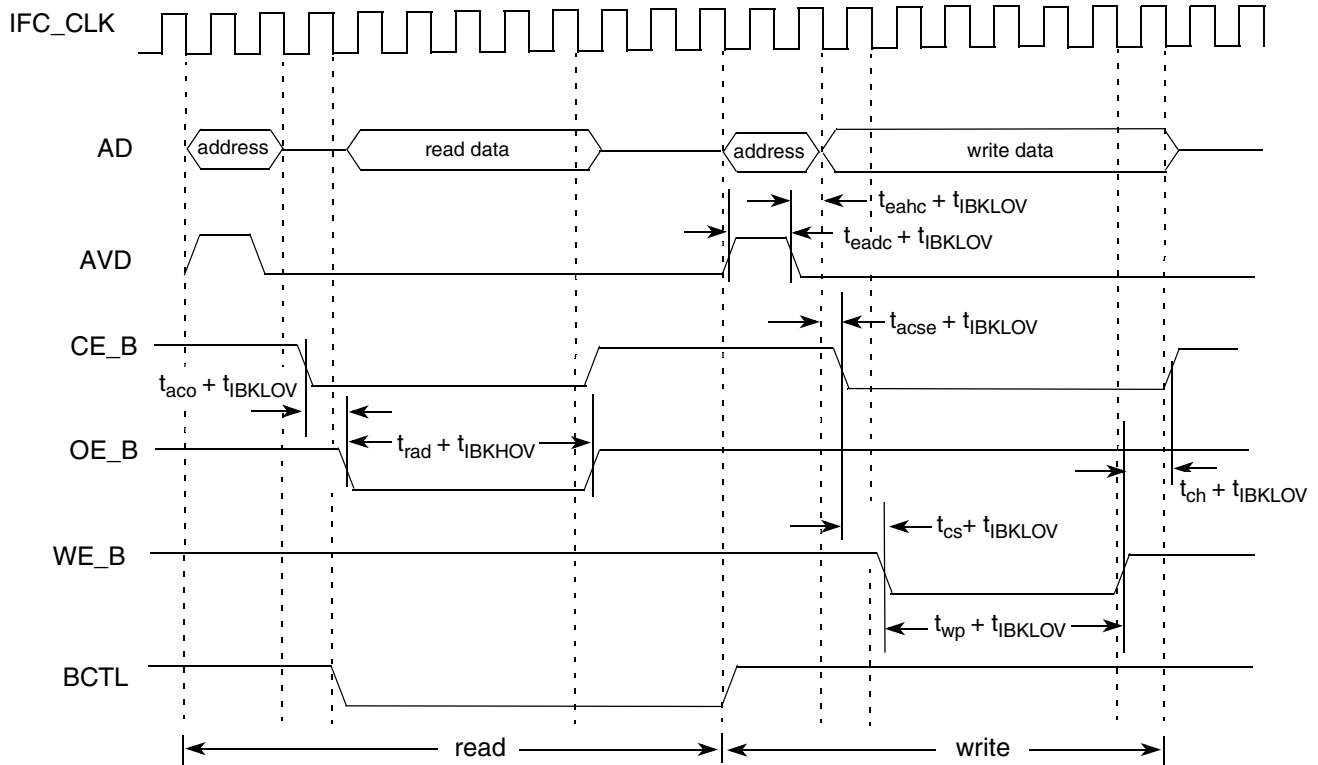 IFC_CLK
AD
address
read data
address
write data
teahc + tIBKLOV
teadc + tIBKLOV
AVD
tacse + tIBKLOV
CE_B
taco + tIBKLOV
trad + tIBKHOV
OE_B
tch + tIBKLOV
tcs+ tIBKLOV
WE_B
twp + tIBKLOV
BCTL
read
write